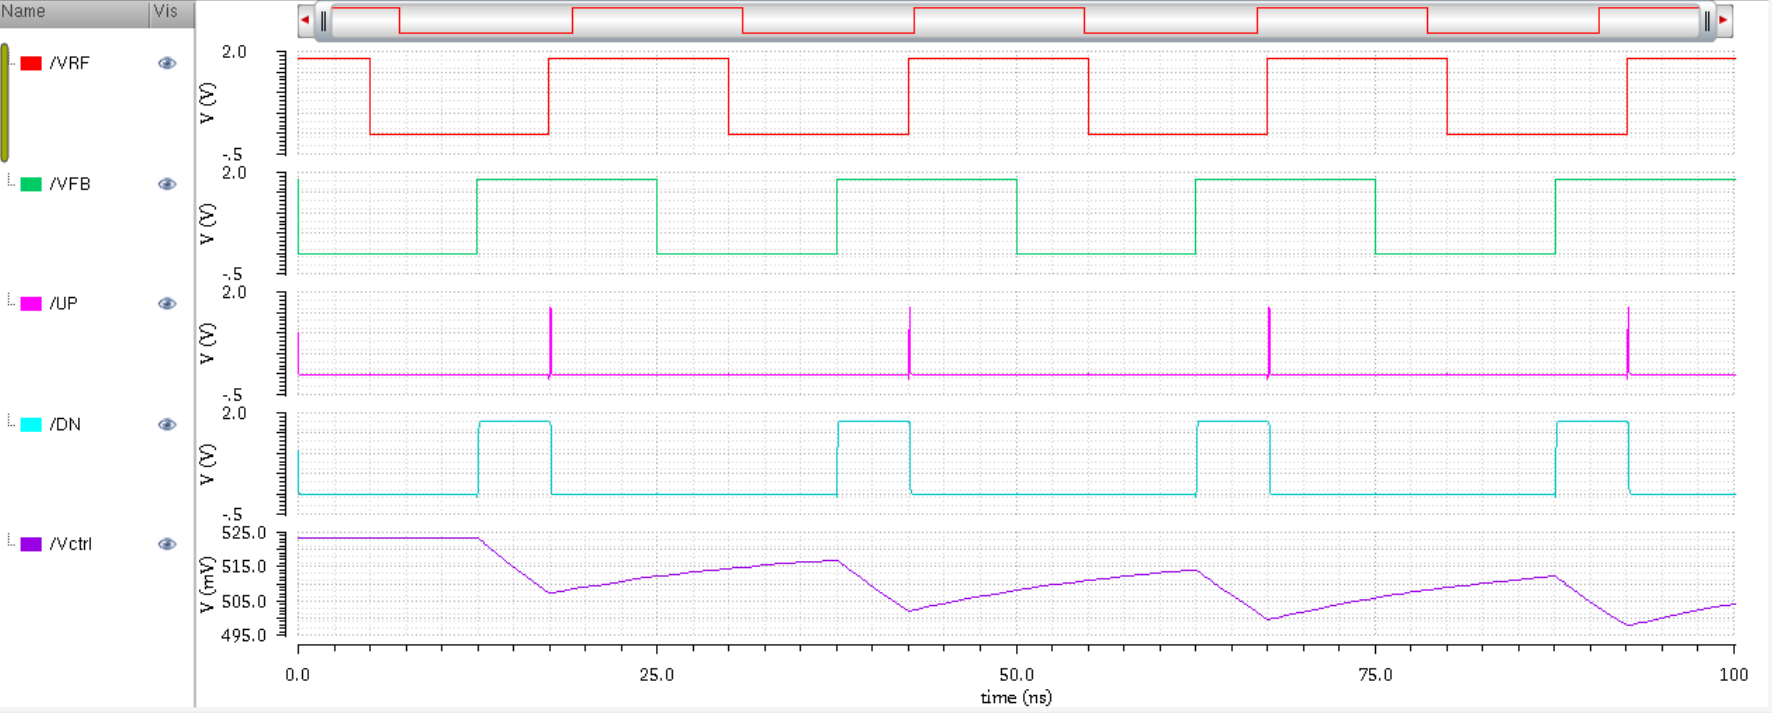 Name Vis
/VRF
2.0
V (V)
-.5
/VFB
2.0
V (V)
-.5
/UP
2.0
V (V)
-.5
/DN
2.0
V (V)
-.5
/Vctrl
525.0
515.0
505.0
495.0
V (mV)
0.0 25.0 50.0 75.0 100
time (ns)